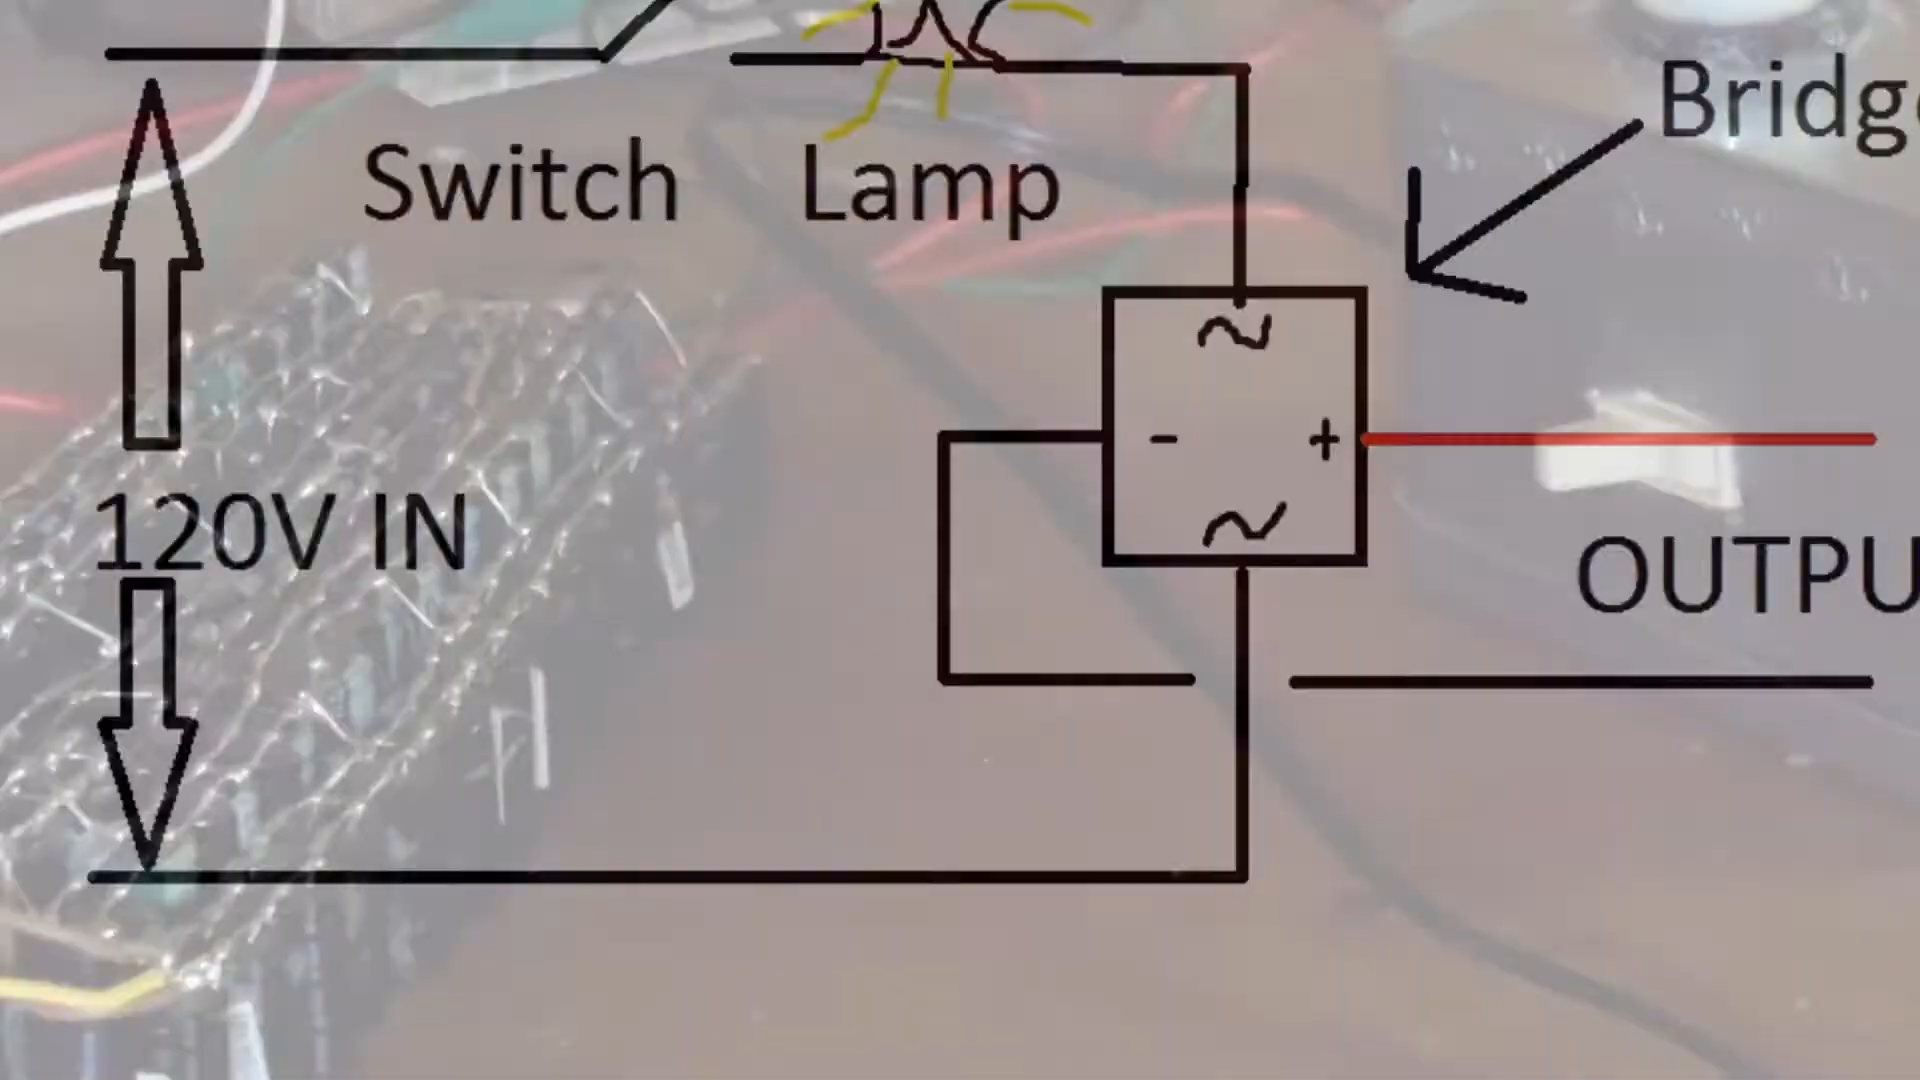 Bridg
Switch Lamp
~
- +
120V IN
~
OUTPU